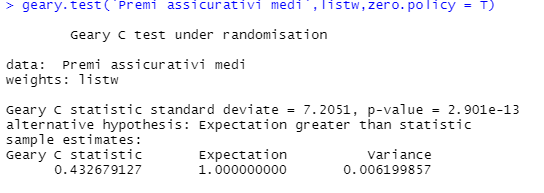 > geary.test(`Premi assicurativi medi`,listw,zero.policy = T)
Geary C test under randomisation
data:  Premi assicurativi medi
weights: listw
Geary C statistic standard deviate = 7.2051, p-value = 2.901e-13
alternative hypothesis: Expectation greater than statistic
sample estimates:
Geary C statistic       Expectation          Variance
0.432679127       1.000000000       0.006199857